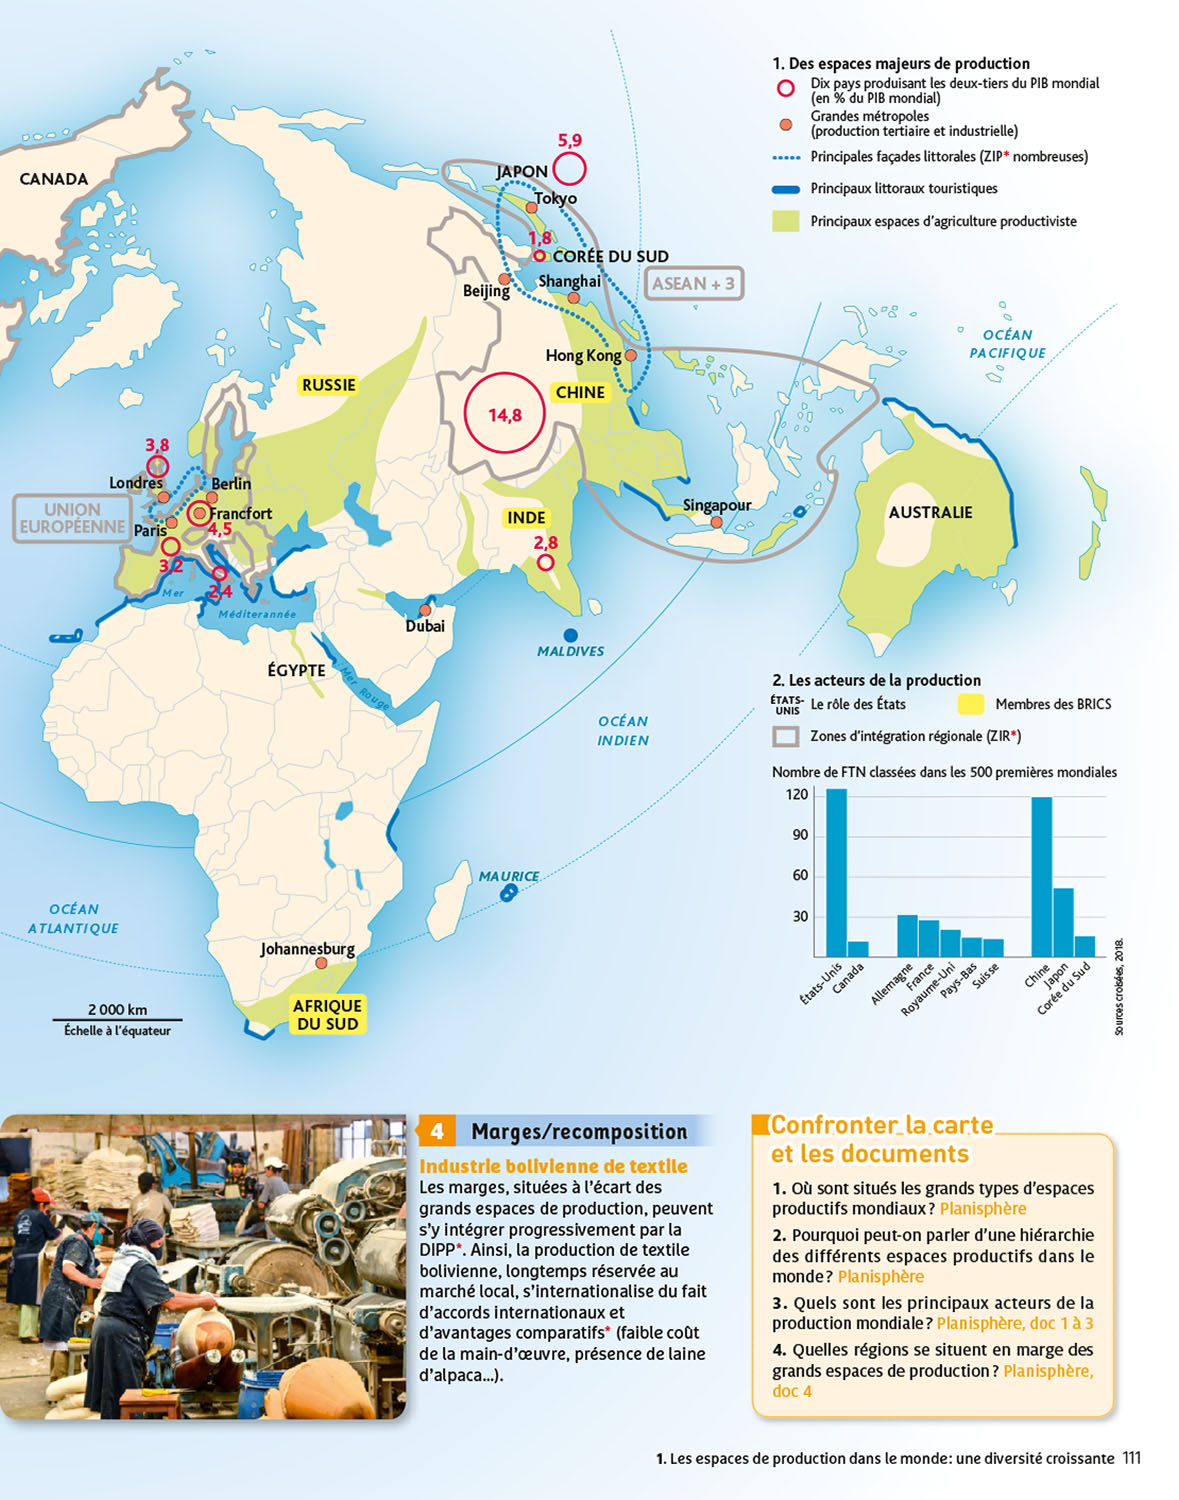 1. Des espaces majeurs de production
Dix pays produisant les deux-tiers du PIB mondial
(en % du PIB mondial)
Grandes métropoles
(production tertiaire et industrielle)
Principales façades littorales (ZIP* nombreuses)
Principaux littoraux touristiques
Principaux espaces d'agriculture productiviste
CANADA
5,9
JAPON
Tokyo
1,8
CORÉE DU SUD
Beijing
Shanghai
ASEAN + 3
Hong Kong
OCÉAN
PACIFIQUE
RUSSIE
CHINE
14,8
3,8
Londres
Berlin
UNION
EUROPÉENNE
Francfort
Paris
4,5
3,2
2,4
Mer
Méditerannée
INDE
2,8
Singapour
AUSTRALIE
Dubai
MALDIVES
ÉGYPTE
Mer Rouge
OCÉAN
INDIEN
MAURICE
OCÉAN
ATLANTIQUE
Johannesburg
AFRIQUE
DU SUD
2 000 km
Échelle à l'équateur
2. Les acteurs de la production
ÉTATS-
UNIS
Le rôle des États
Membres des BRICS
Zones d'intégration régionale (ZIR*)
Nombre de FTN classées dans les 500 premières mondiales
120
90
60
30
États-Unis
Canada
Allemagne
France
Royaume-Uni
Pays-Bas
Suisse
Chine
Japon
Corée du Sud
Sources croisées, 2018.
4 Marges/recomposition
Industrie bolivienne de textile
Les marges, situées à l'écart des
grands espaces de production, peuvent
s'y intégrer progressivement par la
DIPP*. Ainsi, la production de textile
bolivienne, longtemps réservée au
marché local, s'internationalise du fait
d'accords internationaux et
d'avantages comparatifs* (faible coût
de la main-d'œuvre, présence de laine
d'alpaca...).
Confronter la carte
et les documents
1. Où sont situés les grands types d'espaces
productifs mondiaux ? Planisphère
2. Pourquoi peut-on parler d'une hiérarchie
des différents espaces productifs dans le
monde ? Planisphère
3. Quels sont les principaux acteurs de la
production mondiale ? Planisphère, doc 1 à 3
4. Quelles régions se situent en marge des
grands espaces de production ? Planisphère,
doc 4
1. Les espaces de production dans le monde : une diversité croissante 111